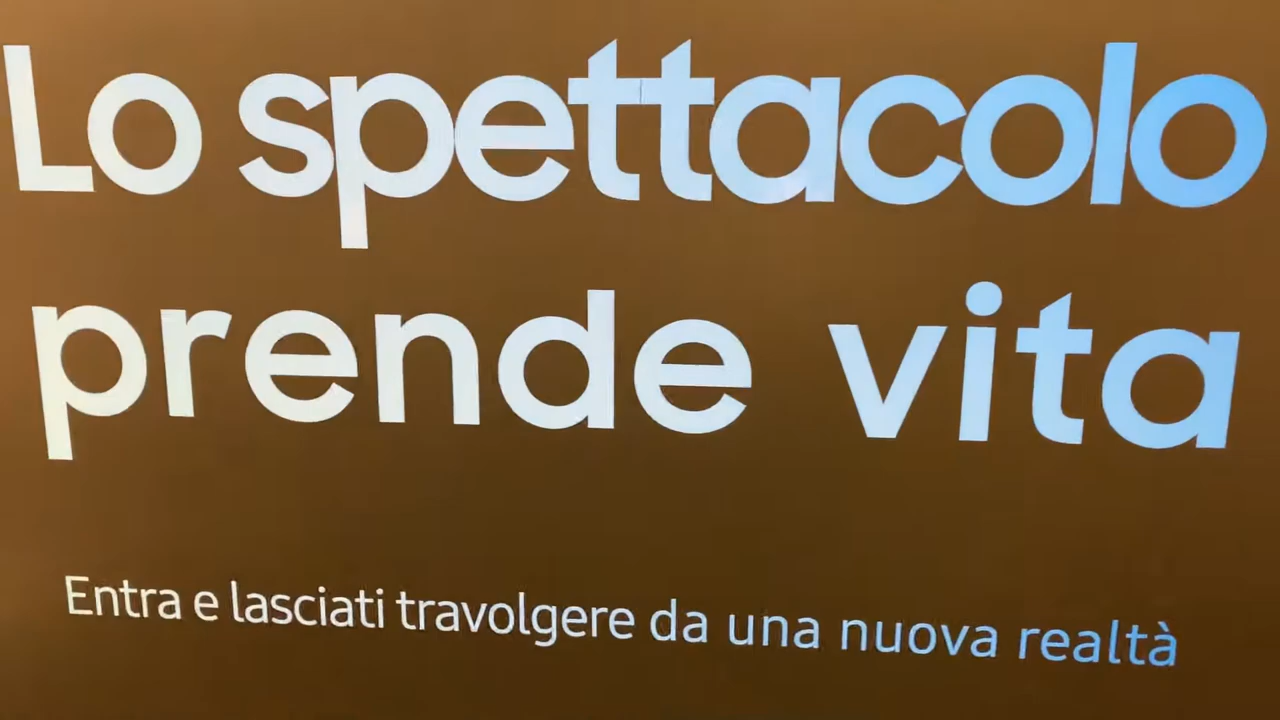 Lo spettacolo
prende vita
Entra e lasciati travolgere da una nuova realtà